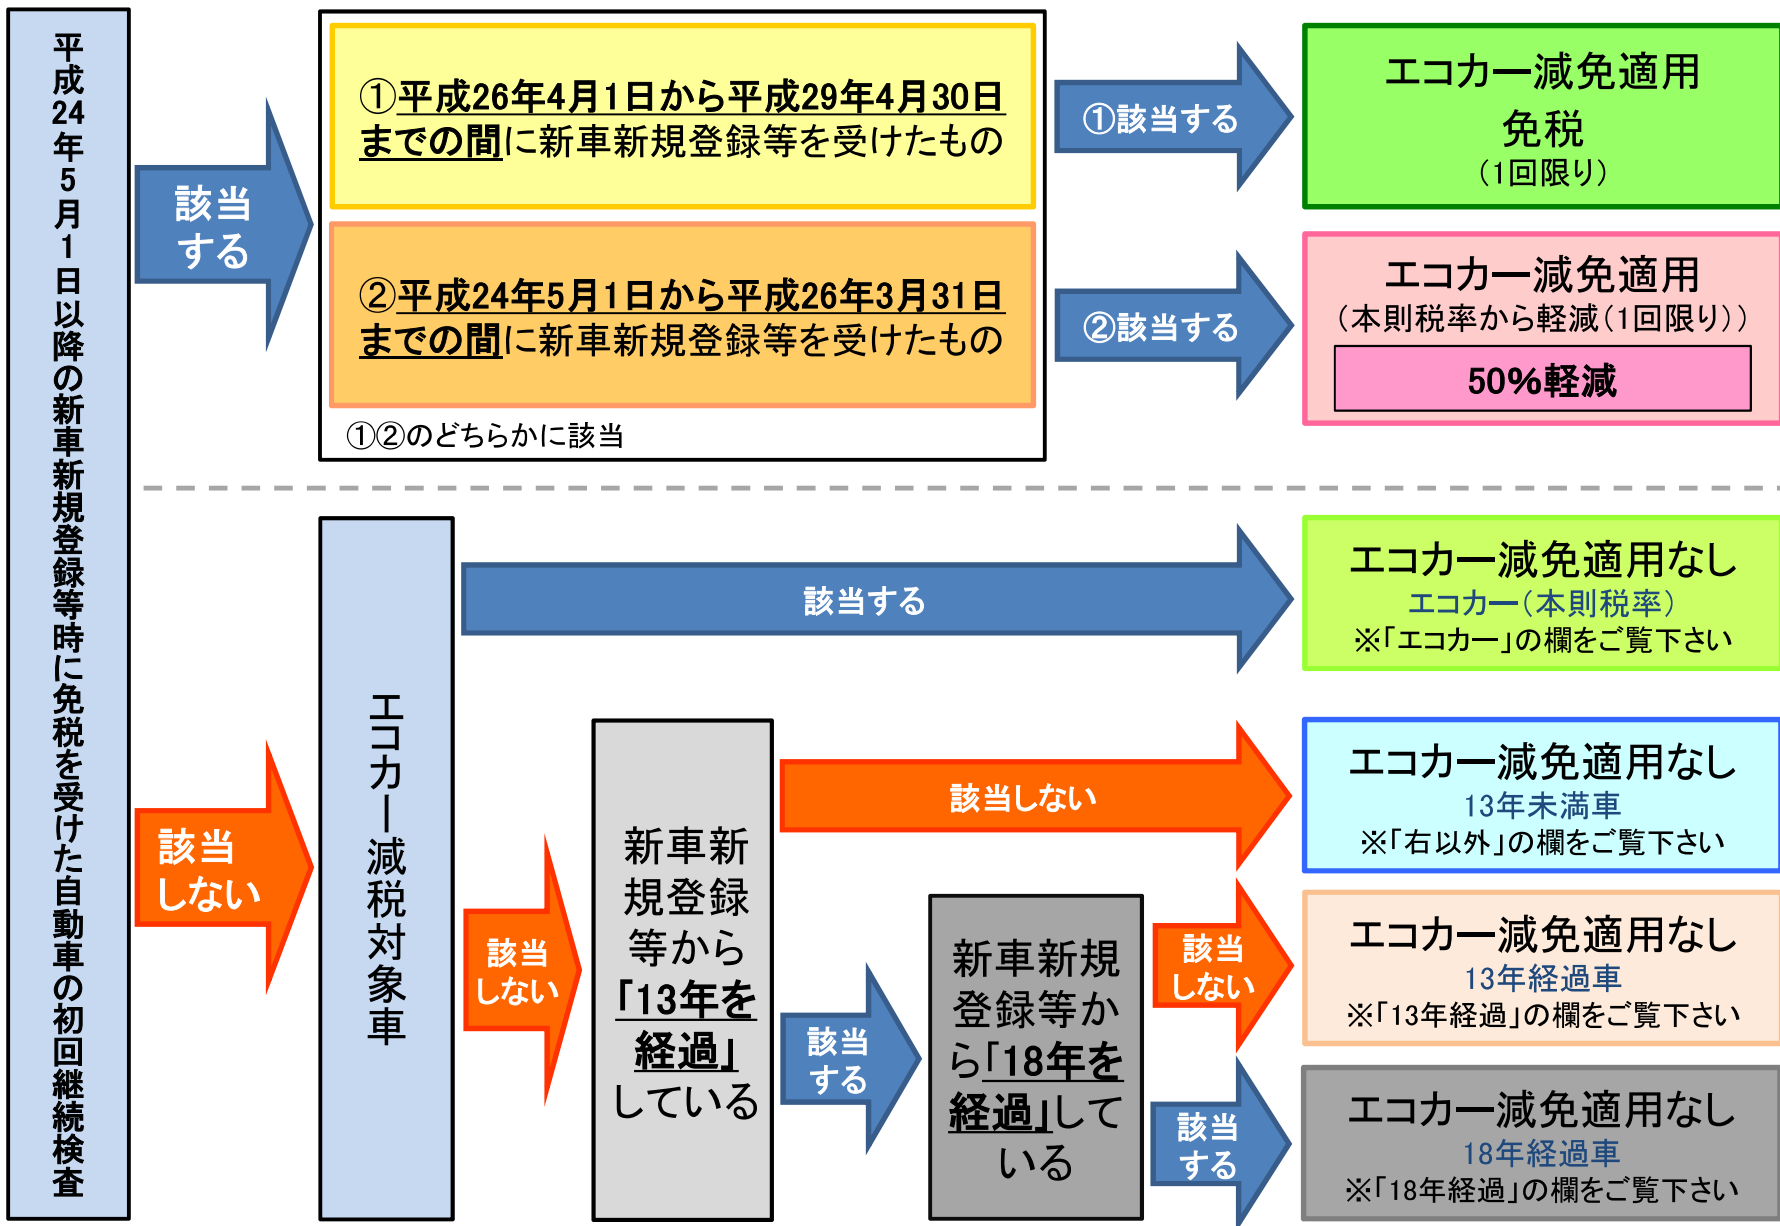 平成24年5月1日以降の新車新規登録等時に免税を受けた自動車の初回継続検査
該当
する
①平成26年4月1日から平成29年4月30日
までの間に新車新規登録等を受けたもの
②平成24年5月1日から平成26年3月31日
までの間に新車新規登録等を受けたもの
①②のどちらかに該当
①該当する
エコカー減免適用
免税
(1回限り)
②該当する
エコカー減免適用
(本則税率から軽減(1回限り))
50%軽減
該当
しない
エコカー減税対象車
該当する
エコカー減免適用なし
エコカー(本則税率)
※「エコカー」の欄をご覧下さい
該当
しない
新車新
規登録
等から
「13年を
経過」
している
該当しない
エコカー減免適用なし
13年未満車
※「右以外」の欄をご覧下さい
該当
する
新車新規
登録等か
ら「18年を
経過」して
いる
該当
しない
エコカー減免適用なし
13年経過車
※「13年経過」の欄をご覧下さい
該当
する
エコカー減免適用なし
18年経過車
※「18年経過」の欄をご覧下さい